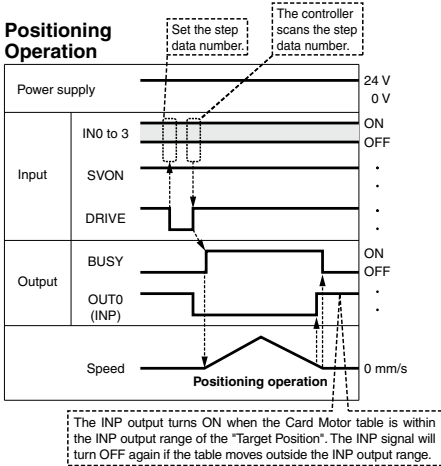 Positioning
Operation
Set the step
data number.
The controller
scans the step
data number.
Power supply
24 V
0 V
Input
IN0 to 3
ON
OFF
SVON
DRIVE
Output
BUSY
ON
OFF
OUT0
(INP)
Speed
0 mm/s
Positioning operation
The INP output turns ON when the Card Motor table is within
the INP output range of the "Target Position". The INP signal will
turn OFF again if the table moves outside the INP output range.